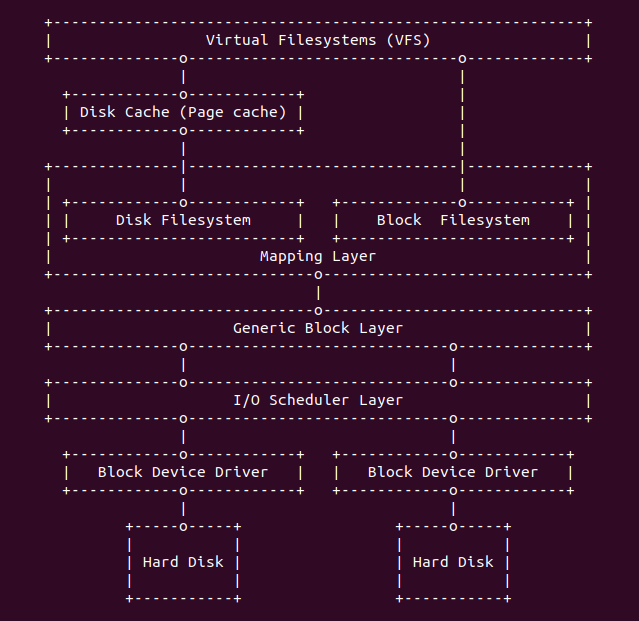 Virtual Filesystems (VFS)
Disk Cache (Page cache)
Disk Filesystem
Block  Filesystem
Mapping Layer
Generic Block Layer
I/O Scheduler Layer
Block Device Driver
Block Device Driver
Hard Disk
Hard Disk